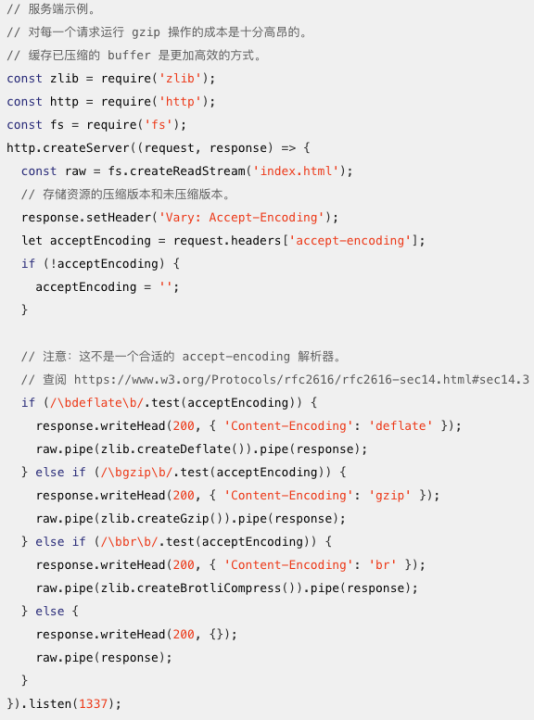 // 服务端示例。
// 对每一个请求运行 gzip 操作的成本是十分高昂的。
// 缓存已压缩的 buffer 是更加高效的方式。
const zlib = require('zlib');
const http = require('http');
const fs = require('fs');
http.createServer((request, response) => {
  const raw = fs.createReadStream('index.html');
  // 存储资源的压缩版本和未压缩版本。
  response.setHeader('Vary: Accept-Encoding');
  let acceptEncoding = request.headers['accept-encoding'];
  if (!acceptEncoding) {
    acceptEncoding = '';
  }

  // 注意：这不是一个合适的 accept-encoding 解析器。
  // 查阅 https://www.w3.org/Protocols/rfc2616/rfc2616-sec14.html#sec14.3
  if (/\bdeflate\b/.test(acceptEncoding)) {
    response.writeHead(200, { 'Content-Encoding': 'deflate' });
    raw.pipe(zlib.createDeflate()).pipe(response);
  } else if (/\bgzip\b/.test(acceptEncoding)) {
    response.writeHead(200, { 'Content-Encoding': 'gzip' });
    raw.pipe(zlib.createGzip()).pipe(response);
  } else if (/\bbr\b/.test(acceptEncoding)) {
    response.writeHead(200, { 'Content-Encoding': 'br' });
    raw.pipe(zlib.createBrotliCompress()).pipe(response);
  } else {
    response.writeHead(200, {});
    raw.pipe(response);
  }
}).listen(1337);